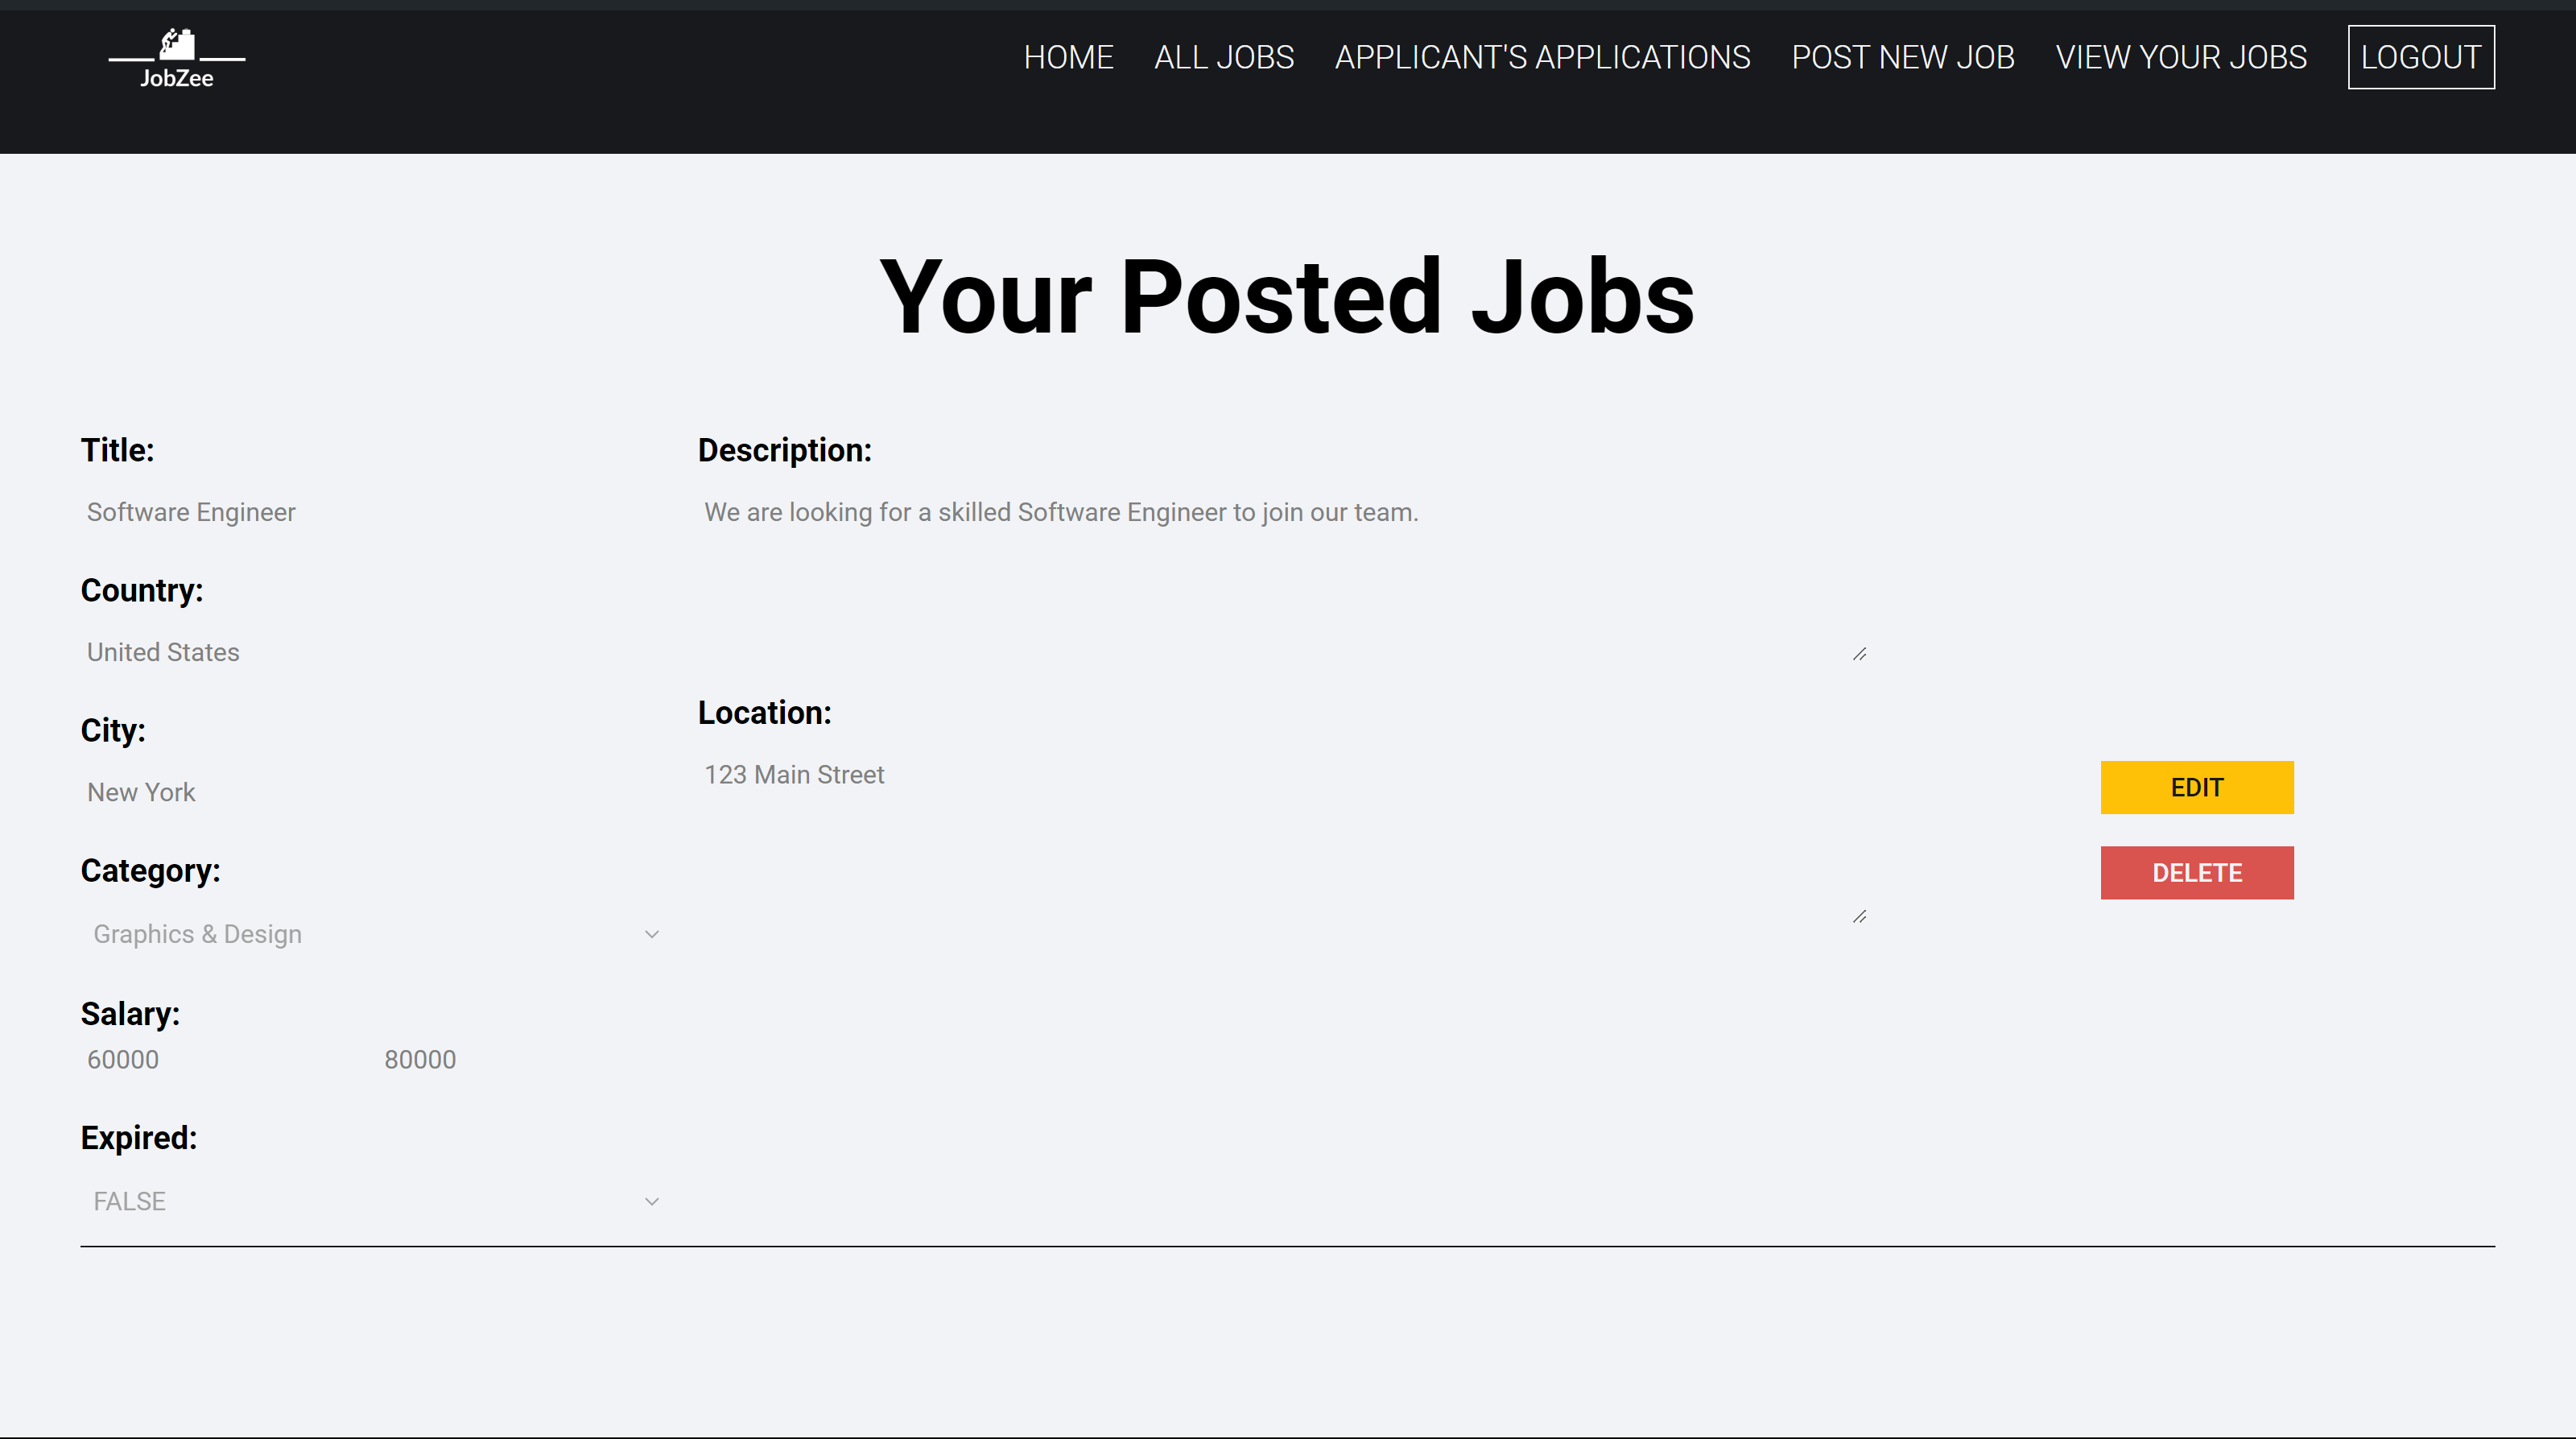 JobZee
HOME ALL JOBS APPLICANT'S APPLICATIONS POST NEW JOB VIEW YOUR JOBS LOGOUT
Your Posted Jobs
Title:
Software Engineer
Country:
United States
City:
New York
Category:
Graphics & Design
Salary:
60000 80000
Expired:
FALSE
Description:
We are looking for a skilled Software Engineer to join our team.
Location:
123 Main Street
EDIT
DELETE